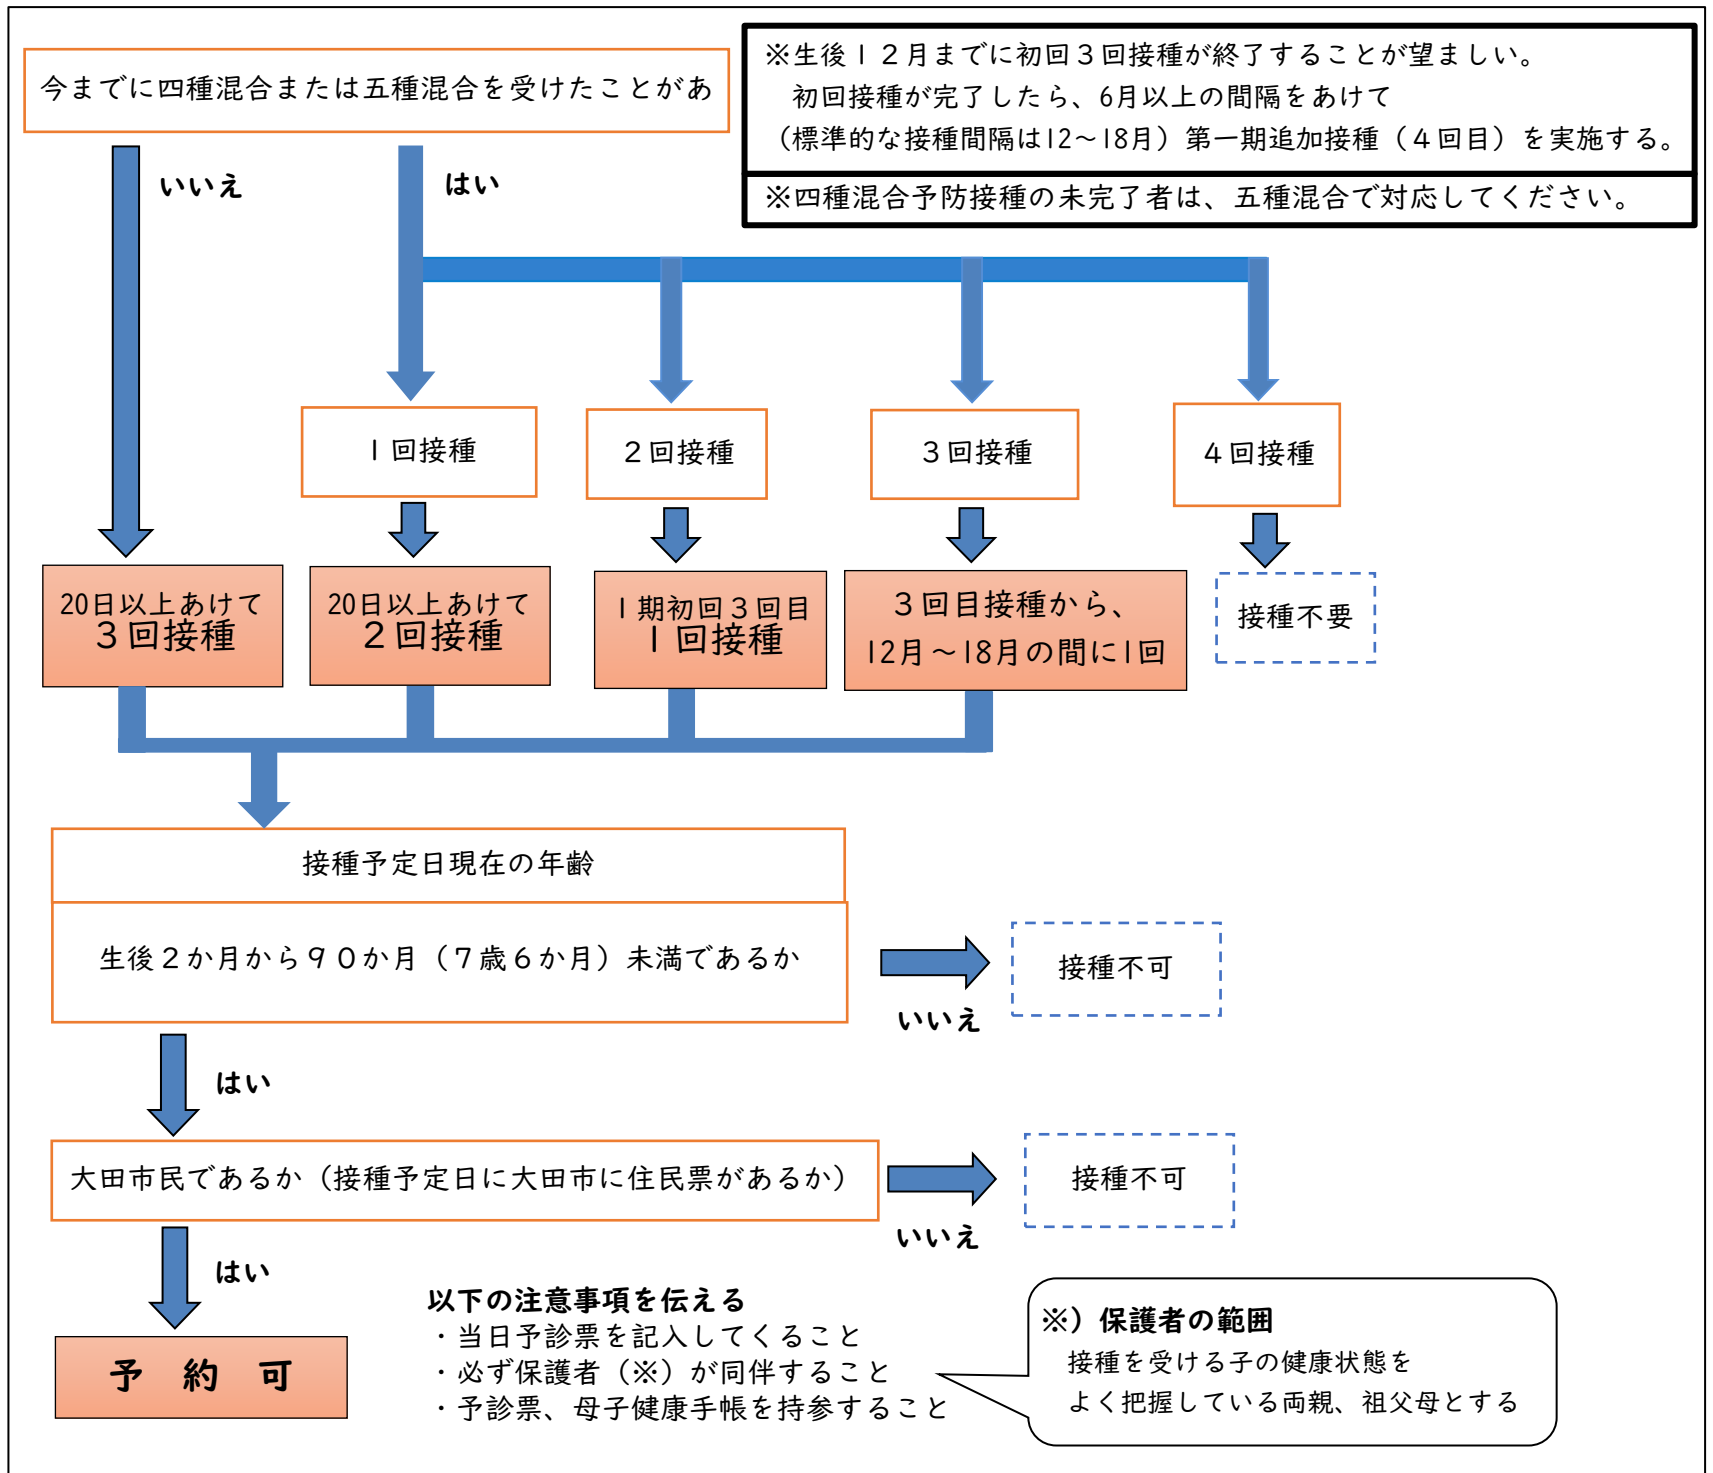 今までに四種混合または五種混合を受けたことがあ
※生後１２月までに初回３回接種が終了することが望ましい。
初回接種が完了したら、6月以上の間隔をあけて
（標準的な接種間隔は12～18月）第一期追加接種（４回目）を実施する。
※四種混合予防接種の未完了者は、五種混合で対応してください。
いいえ
はい
１回接種
２回接種
３回接種
４回接種
20日以上あけて
３回接種
20日以上あけて
２回接種
１期初回３回目
１回接種
３回目接種から、
12月～18月の間に1回
接種不要
接種予定日現在の年齢
生後２か月から９０か月（７歳６か月）未満であるか
接種不可
いいえ
はい
大田市民であるか（接種予定日に大田市に住民票があるか）
接種不可
いいえ
はい
予　約　可
以下の注意事項を伝える
・当日予診票を記入してくること
・必ず保護者（※）が同伴すること
・予診票、母子健康手帳を持参すること
※）保護者の範囲
接種を受ける子の健康状態を
よく把握している両親、祖父母とする